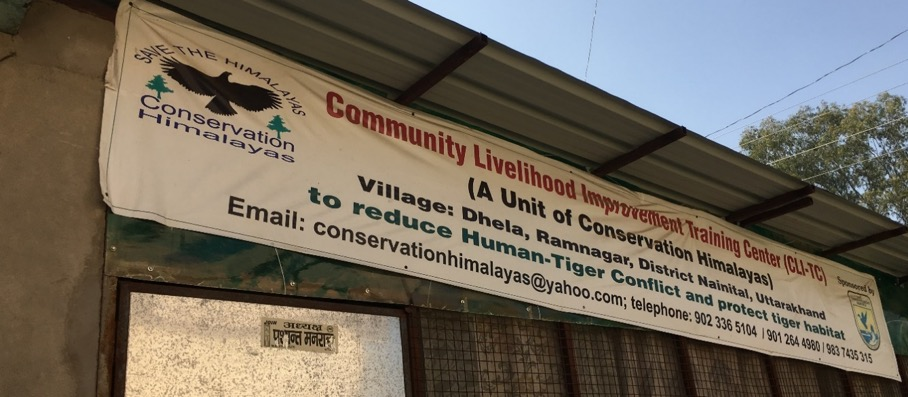 SAVE THE HIMALAYAS
Conservation
Himalayas
Community Livelihood Improvement Training Center (CLI-TC)
(A Unit of Conservation Himalayas)
Village: Dhela, Ramnagar, District Nainital, Uttarakhand
to reduce Human-Tiger Conflict and protect tiger habitat
Email: conservationhimalayas@yahoo.com; telephone: 902 336 5104 / 901 264 4980 / 983 7435 315
Sponsored by
अध्यक्ष